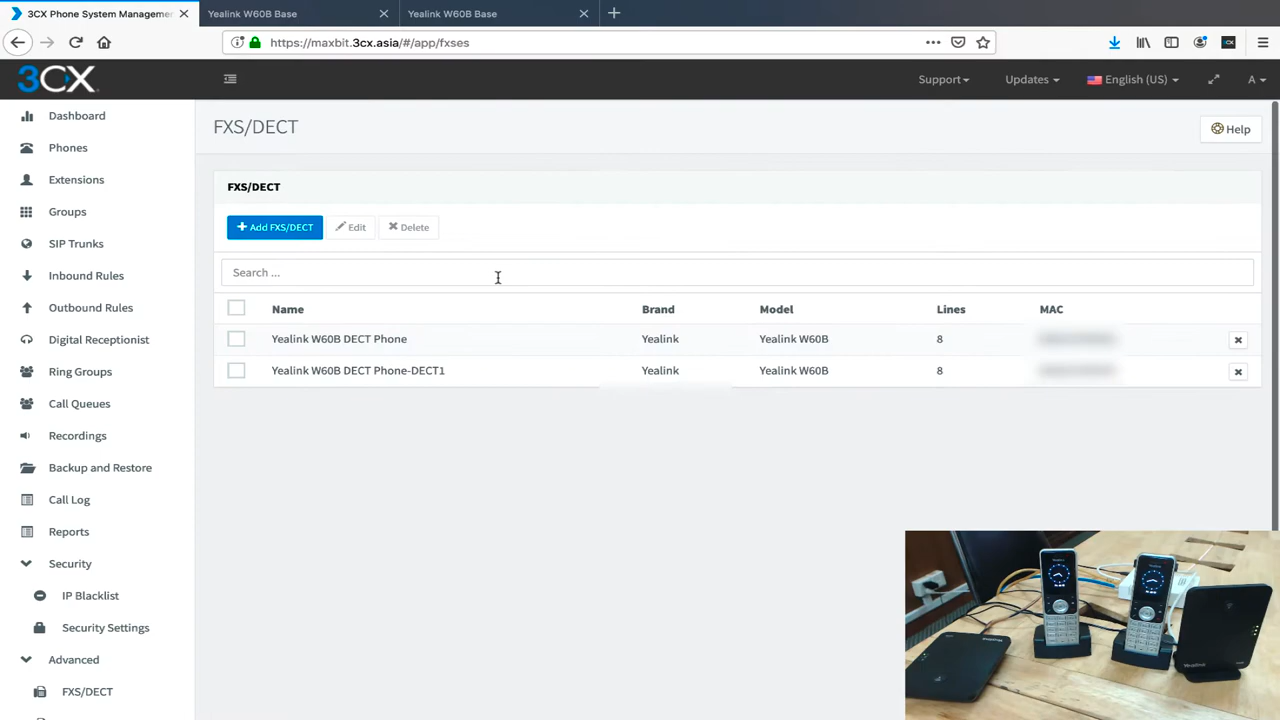 3CX Phone System Manageme
Yealink W60B Base
Yealink W60B Base
https://maxbit.3cx.asia/#/app/fxses
3CX
Support
Updates
English (US)
A
Dashboard
Phones
Extensions
Groups
SIP Trunks
Inbound Rules
Outbound Rules
Digital Receptionist
Ring Groups
Call Queues
Recordings
Backup and Restore
Call Log
Reports
Security
IP Blacklist
Security Settings
Advanced
FXS/DECT
FXS/DECT
Help
FXS/DECT
+ Add FXS/DECT Edit Delete
Search ...
Name Brand Model Lines MAC
Yealink W60B DECT Phone Yealink Yealink W60B 8
Yealink W60B DECT Phone-DECT1 Yealink Yealink W60B 8